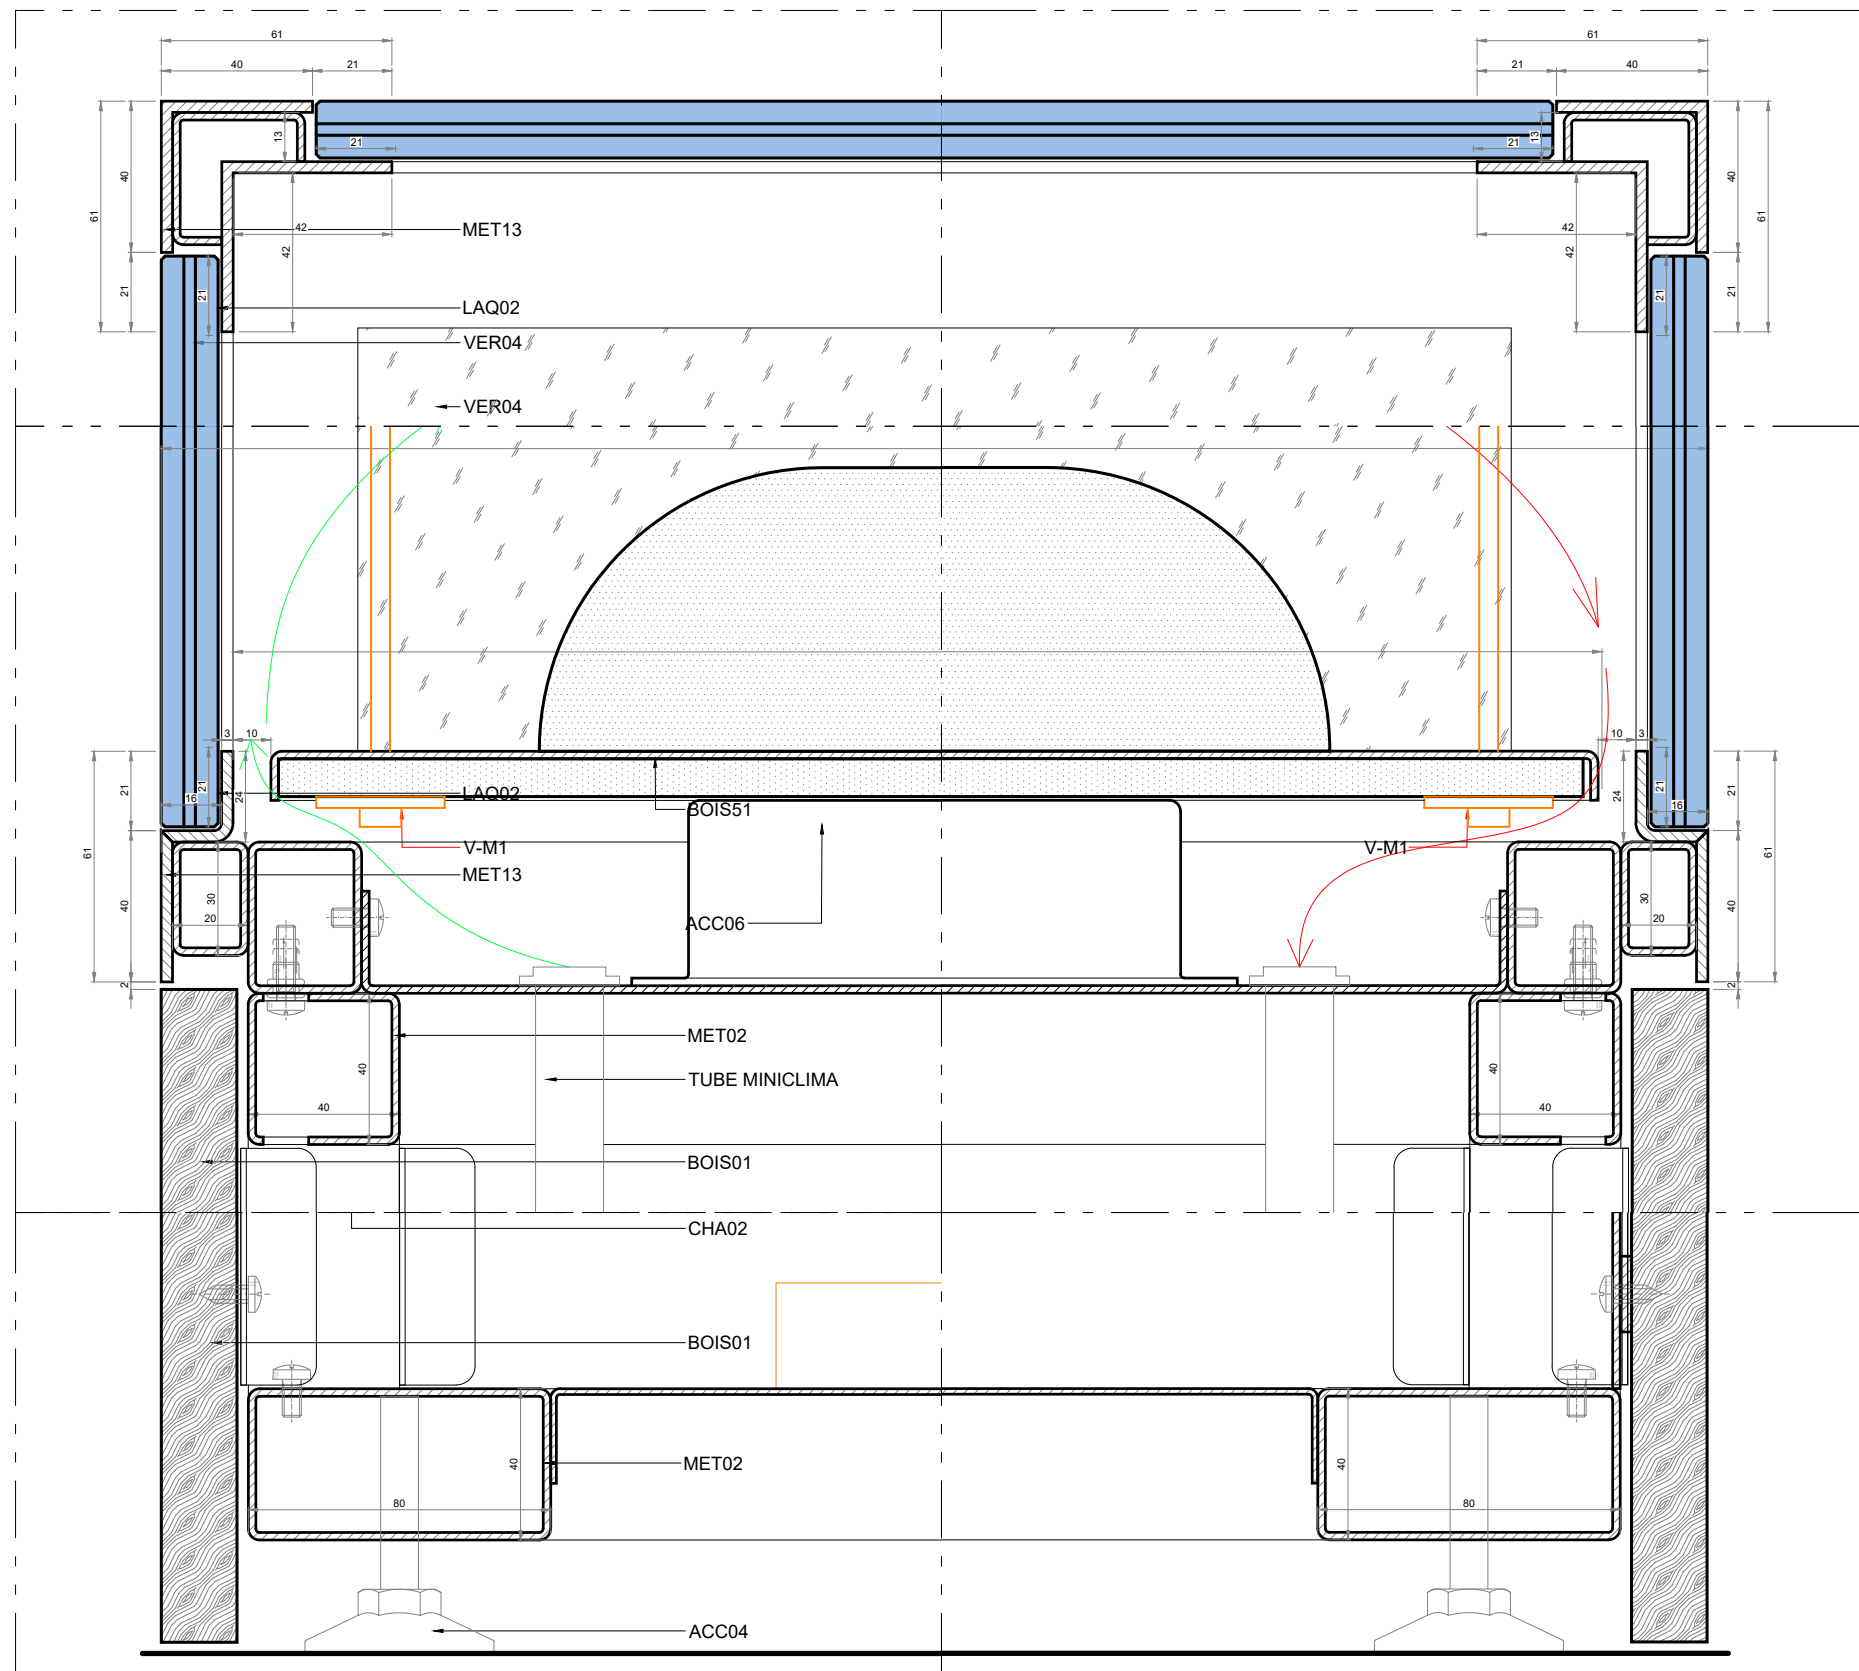 61 61
40 21 21 40
13 13
21 21
40 61 42 42 42 42 40 61
MET13
21 21 21 21
LAQ02
VER04
VER04
3 10 10 3
21 16 21 24 24 21 16 21
LAQ02
BOIS51
V-M1 V-M1
61 61
MET13
40 30 20 30 20 40
ACC06
2 2
MET02
40 40
TUBE MINICLIMA
40 40
BOIS01
CHA02
BOIS01
40 MET02 40
80 80
ACC04